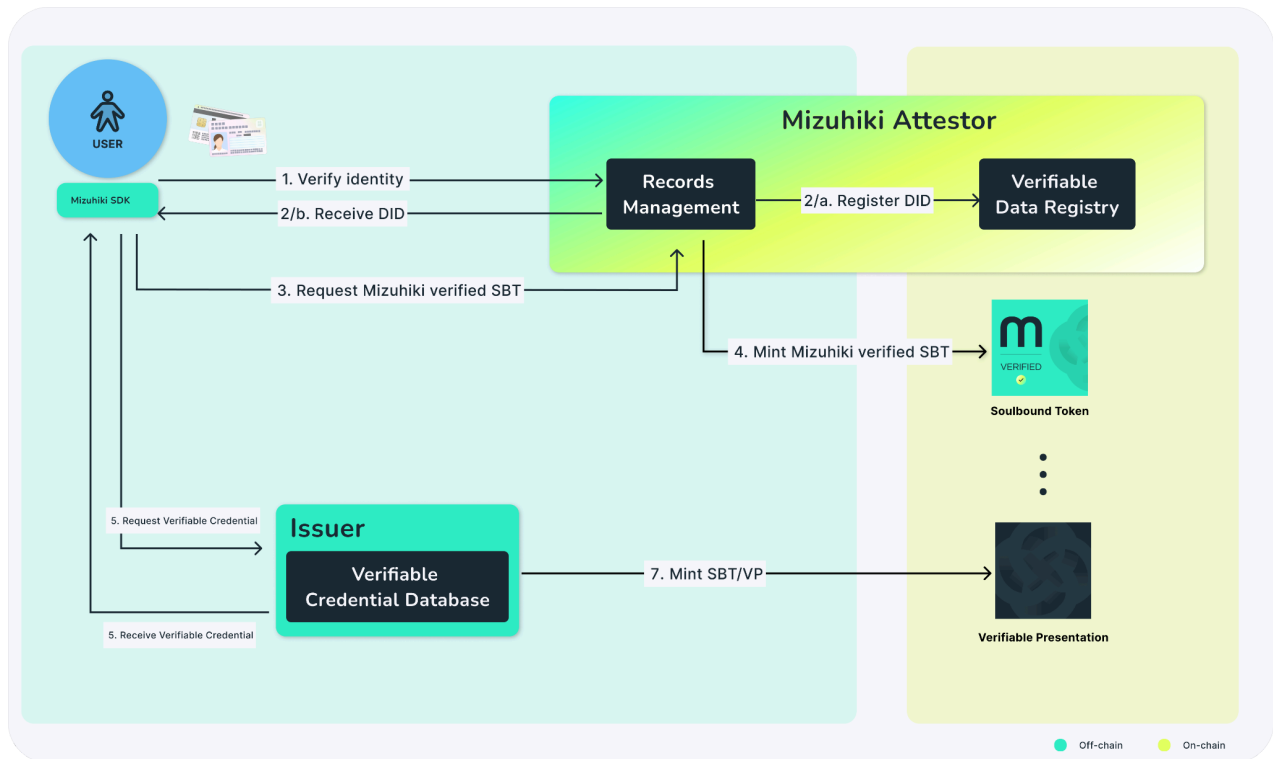 USER
Mizuhiki SDK
Mizuhiki Attestor
1. Verify identity
2/b. Receive DID
Records
Management
2/a. Register DID
Verifiable
Data Registry
3. Request Mizuhiki verified SBT
4. Mint Mizuhiki verified SBT
m
VERIFIED
Soulbound Token
5. Request Verifiable Credential
Issuer
Verifiable
Credential Database
7. Mint SBT/VP
5. Receive Verifiable Credential
Verifiable Presentation
Off-chain
On-chain